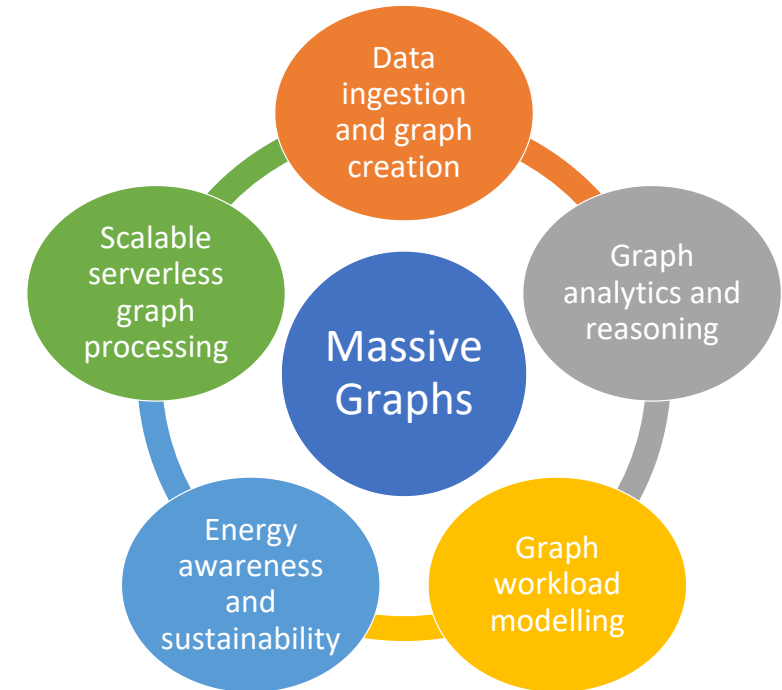 Data
ingestion
and graph
creation
Graph
analytics and
reasoning
Graph
workload
modelling
Energy
awareness
and
sustainability
Scalable
serverless
graph
processing
Massive
Graphs